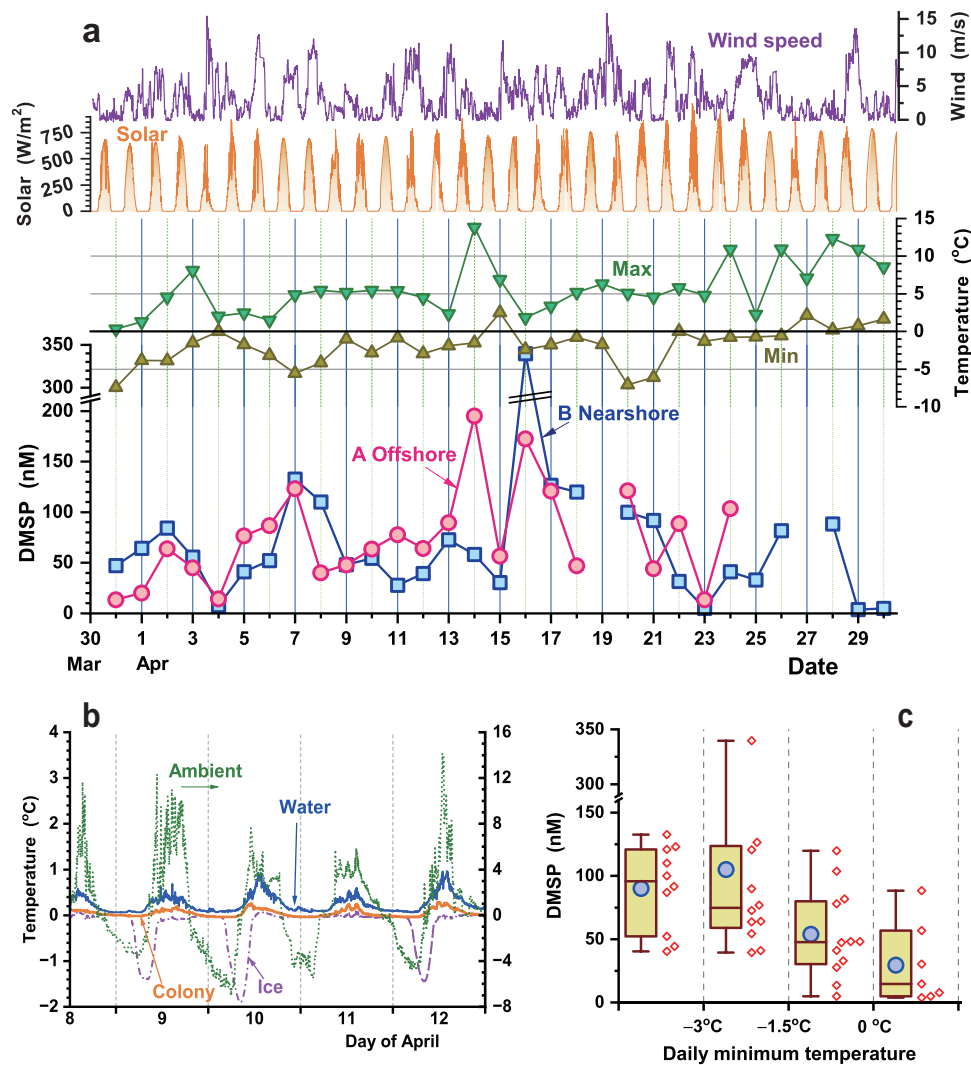 a
Wind speed
15
10
5
0
Wind (m/s)
Solar
750
500
250
0
Solar (W/m²)
Max
Min
15
10
5
0
−5
-10
Temperature (°C)
350
300
200
150
100
50
0
DMSP (nM)
A Offshore
B Nearshore
30 1 3 5 7 9 11 13 15 17 19 21 23 25 27 29
Mar Apr Date
b
4
3
2
1
0
−1
−2
Temperature (°C)
16
12
8
4
0
−4
−8
Ambient
Water
Colony
Ice
8 9 10 11 12
Day of April
c
350
300
150
100
50
0
DMSP (nM)
−3°C −1.5°C 0 °C
Daily minimum temperature